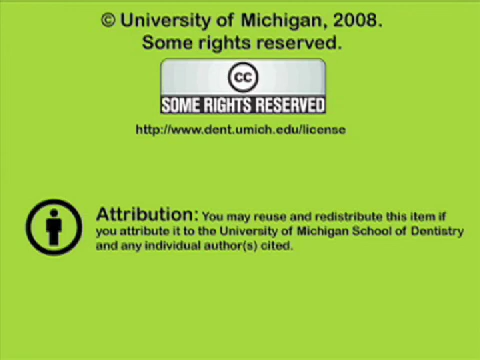 © University of Michigan, 2008.
Some rights reserved.
cc
SOME RIGHTS RESERVED
http://www.dent.umich.edu/license
Attribution: You may reuse and redistribute this item if
you attribute it to the University of Michigan School of Dentistry
and any individual author(s) cited.